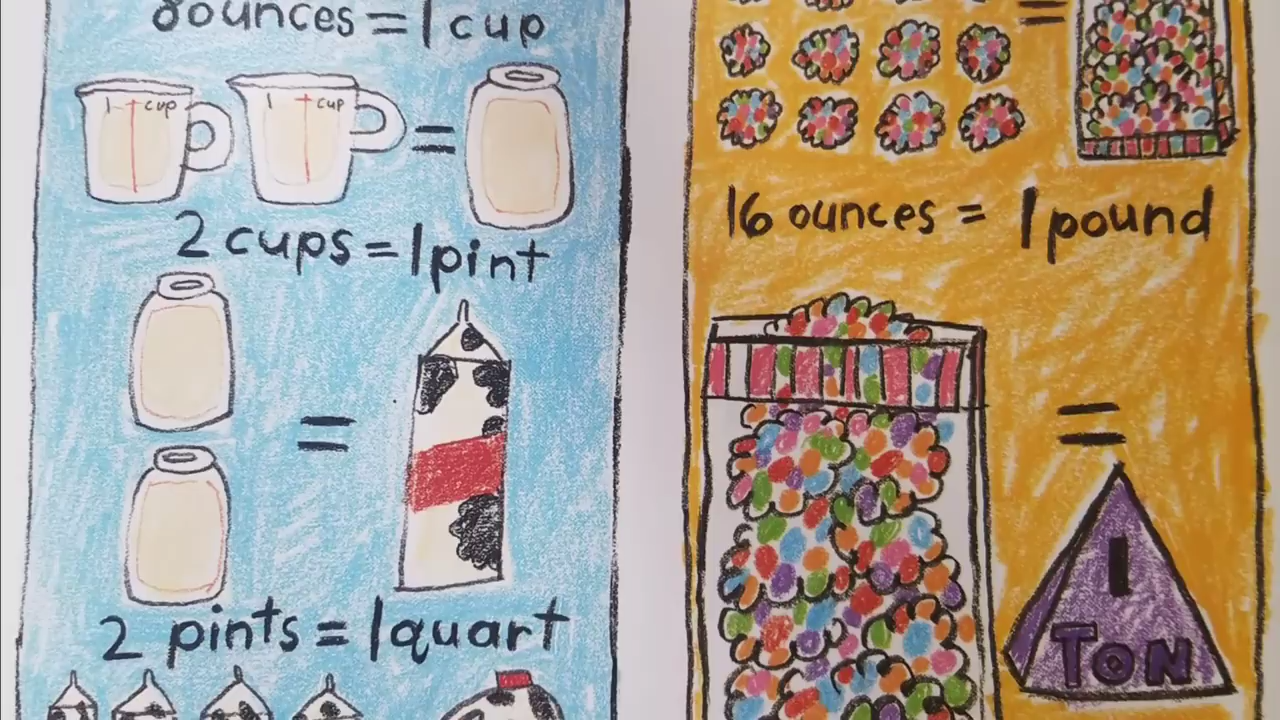 8ounces = 1 cup
1 cup
1 cup
=
2 cups = 1 pint
=
2 pints = 1 quart
=
16 ounces = 1 pound
=
1
TON